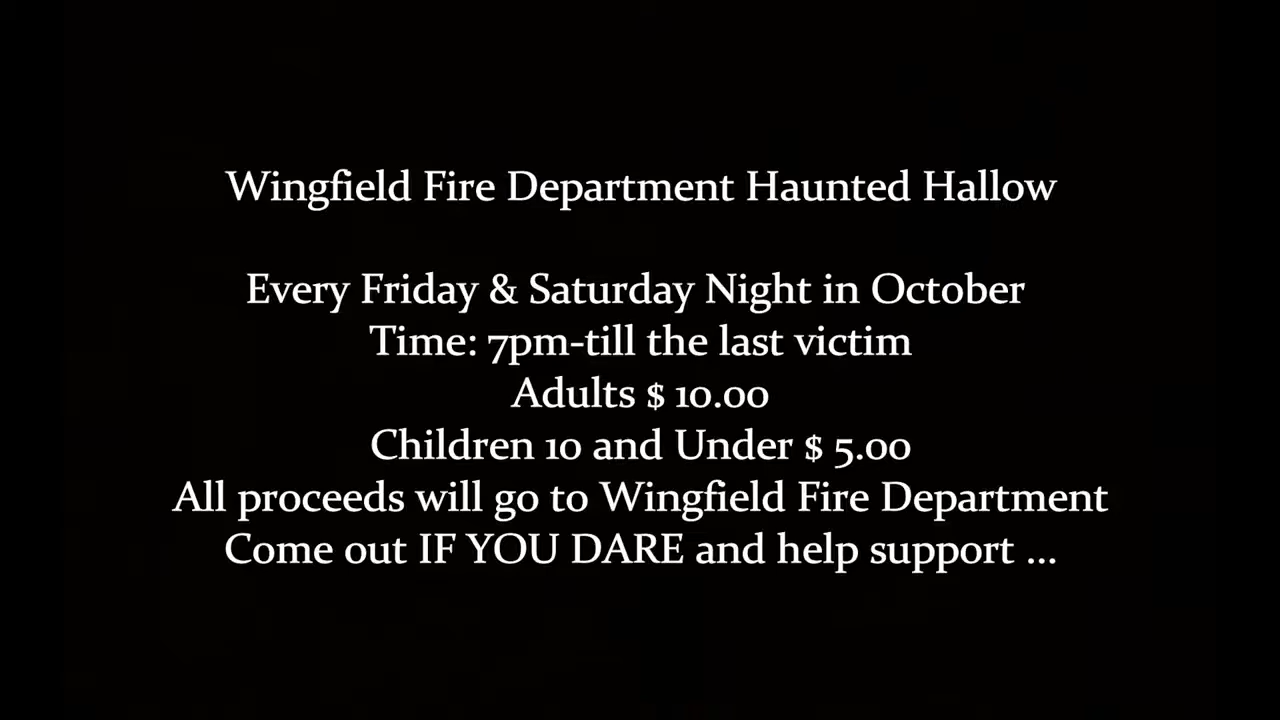 Wingfield Fire Department Haunted Hallow
Every Friday & Saturday Night in October
Time: 7pm-till the last victim
Adults $ 10.00
Children 10 and Under $ 5.00
All proceeds will go to Wingfield Fire Department
Come out IF YOU DARE and help support ...